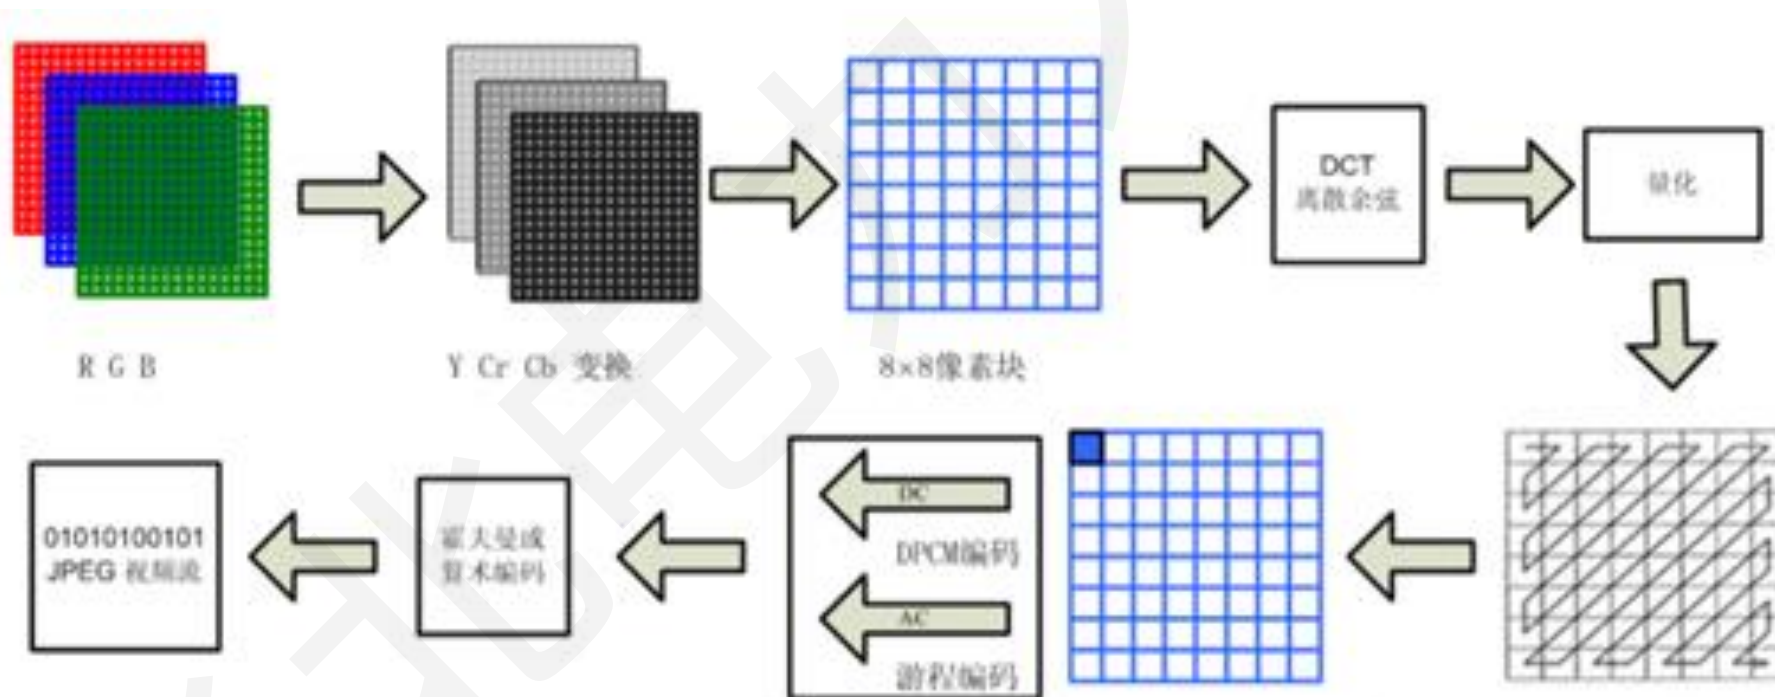 R G B
Y Cr Cb 变换
8×8像素块
DCT
离散余弦
量化
DC
DPCM编码
AC
游程编码
霍夫曼或
算术编码
01010100101
JPEG 视频流